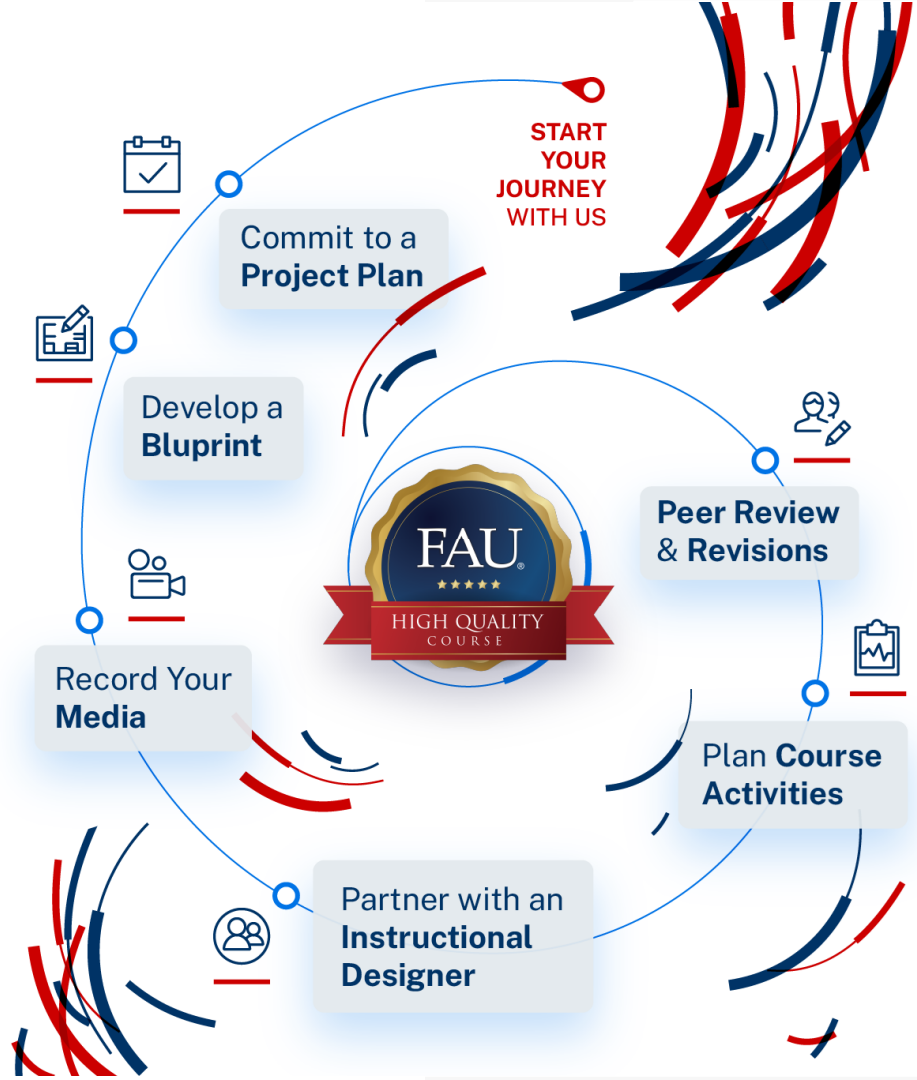 START
YOUR
JOURNEY
WITH US
Commit to a
Project Plan
Develop a
Bluprint
Record Your
Media
Partner with an
Instructional
Designer
Plan Course
Activities
Peer Review
& Revisions
FAU®
HIGH QUALITY
COURSE